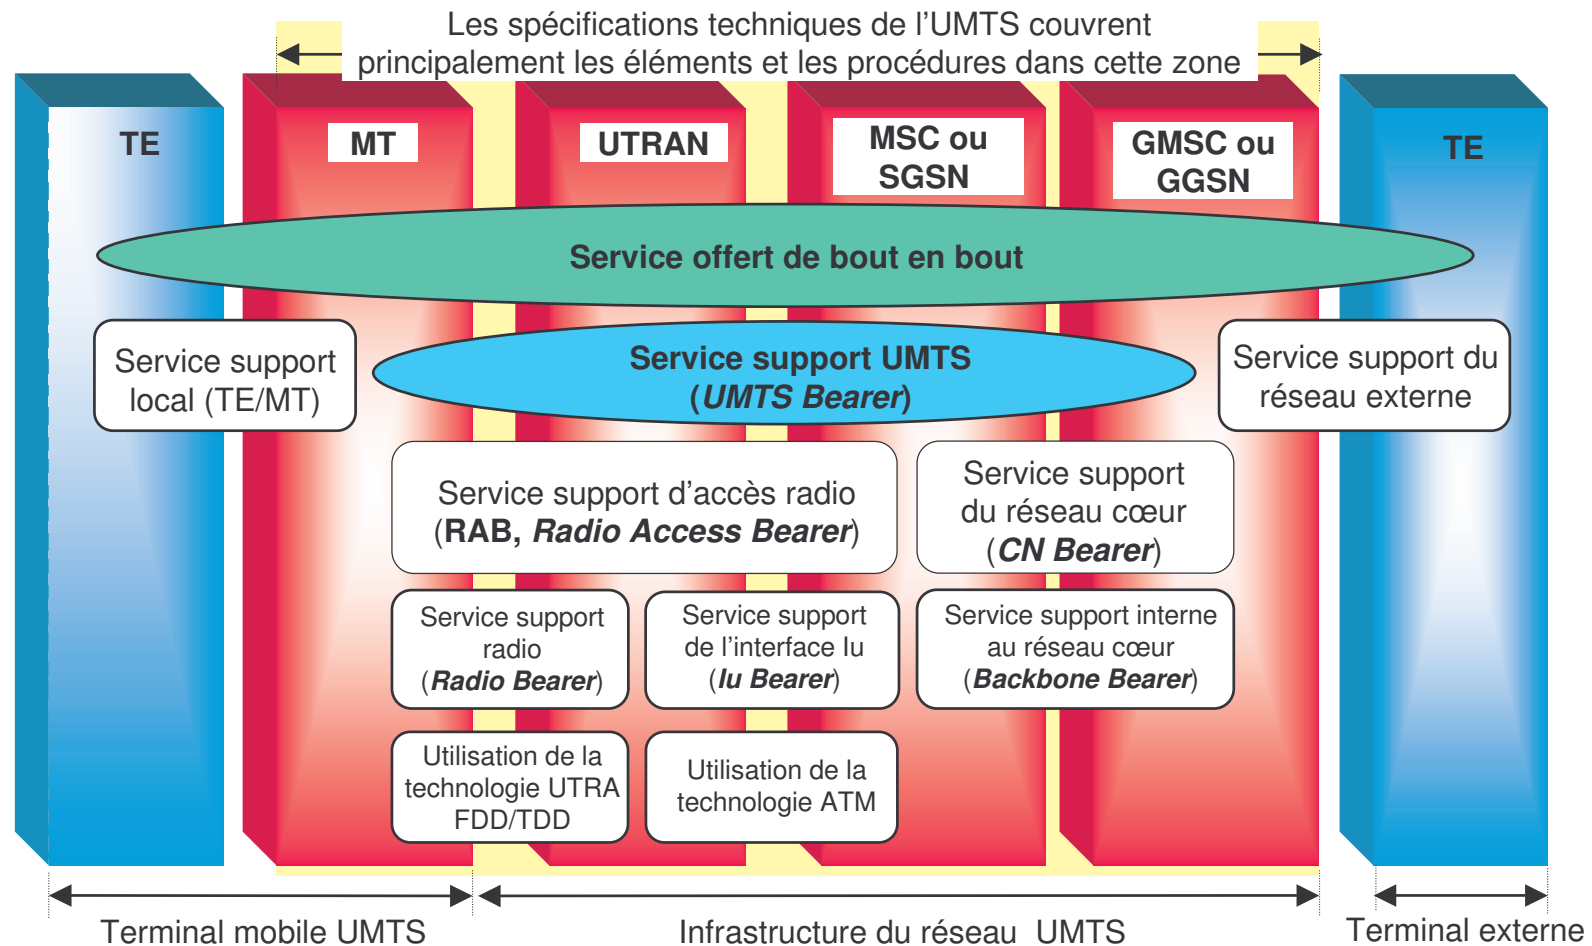 Les spécifications techniques de l'UMTS couvrent
principalement les éléments et les procédures dans cette zone
TE
MT
UTRAN
MSC ou
SGSN
GMSC ou
GGSN
TE
Service offert de bout en bout
Service support
local (TE/MT)
Service support UMTS
(UMTS Bearer)
Service support du
réseau externe
Service support d'accès radio
(RAB, Radio Access Bearer)
Service support
du réseau cœur
(CN Bearer)
Service support
radio
(Radio Bearer)
Service support
de l'interface Iu
(Iu Bearer)
Service support interne
au réseau cœur
(Backbone Bearer)
Utilisation de la
technologie UTRA
FDD/TDD
Utilisation de la
technologie ATM
Terminal mobile UMTS
Infrastructure du réseau UMTS
Terminal externe